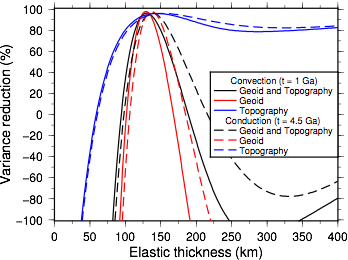 Variance reduction (%)
100
80
60
40
20
0
−20
−40
−60
−80
−100
Convection (t = 1 Ga)
Geoid and Topography
Geoid
Topography
Conduction (t = 4.5 Ga)
Geoid and Topography
Geoid
Topography
0 50 100 150 200 250 300 350 400
Elastic thickness (km)